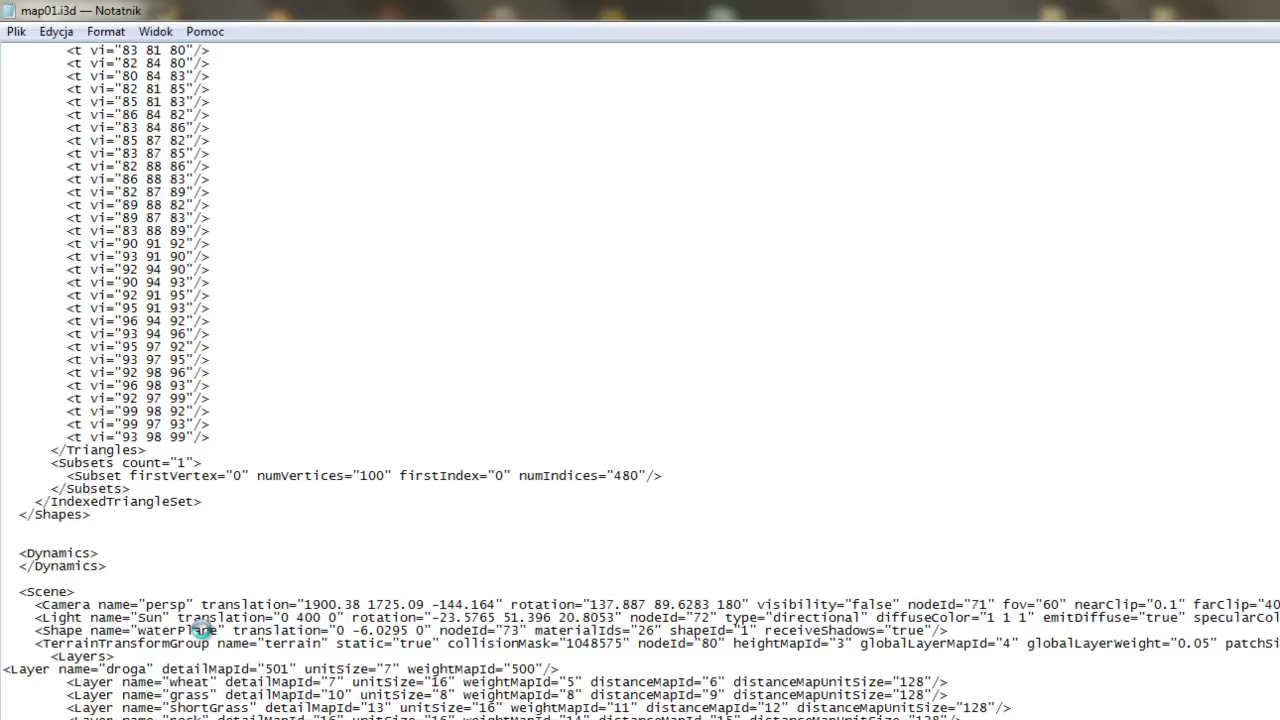 map01.i3d — Notatnik
Plik Edycja Format Widok Pomoc
<t vi="83 81 80"/>
<t vi="82 84 80"/>
<t vi="80 84 83"/>
<t vi="82 81 85"/>
<t vi="85 81 83"/>
<t vi="86 84 82"/>
<t vi="83 84 86"/>
<t vi="85 87 82"/>
<t vi="83 87 85"/>
<t vi="82 88 86"/>
<t vi="86 88 83"/>
<t vi="82 87 89"/>
<t vi="89 88 82"/>
<t vi="89 87 83"/>
<t vi="83 88 89"/>
<t vi="90 91 92"/>
<t vi="93 91 90"/>
<t vi="92 94 90"/>
<t vi="90 94 93"/>
<t vi="92 91 95"/>
<t vi="95 91 93"/>
<t vi="96 94 92"/>
<t vi="93 94 96"/>
<t vi="95 97 92"/>
<t vi="93 97 95"/>
<t vi="92 98 96"/>
<t vi="96 98 93"/>
<t vi="92 97 99"/>
<t vi="99 98 92"/>
<t vi="99 97 93"/>
<t vi="93 98 99"/>
</Triangles>
<Subsets count="1">
<Subset firstVertex="0" numVertices="100" firstIndex="0" numIndices="480"/>
</Subsets>
</IndexedTriangleSet>
</Shapes>
<Dynamics>
</Dynamics>
<Scene>
<Camera name="persp" translation="1900.38 1725.09 -144.164" rotation="137.887 89.6283 180" visibility="false" nodeId="71" fov="60" nearClip="0.1" farClip="40
<Light name="Sun" translation="0 400 0" rotation="-23.5765 51.396 20.8053" nodeId="72" type="directional" diffuseColor="1 1 1" emitDiffuse="true" specularCol
<Shape name="waterPlane" translation="0 -6.0295 0" nodeId="73" materialIds="26" shapeId="1" receiveShadows="true"/>
<TerrainTransformGroup name="terrain" static="true" collisionMask="1048575" nodeId="80" heightMapId="3" globalLayerMapId="4" globalLayerWeight="0.05" patchSi
<Layers>
<Layer name="droga" detailMapId="501" unitSize="7" weightMapId="500"/>
<Layer name="wheat" detailMapId="7" unitSize="16" weightMapId="5" distanceMapId="6" distanceMapUnitSize="128"/>
<Layer name="grass" detailMapId="10" unitSize="8" weightMapId="8" distanceMapId="9" distanceMapUnitSize="128"/>
<Layer name="shortGrass" detailMapId="13" unitSize="16" weightMapId="11" distanceMapId="12" distanceMapUnitSize="128"/>